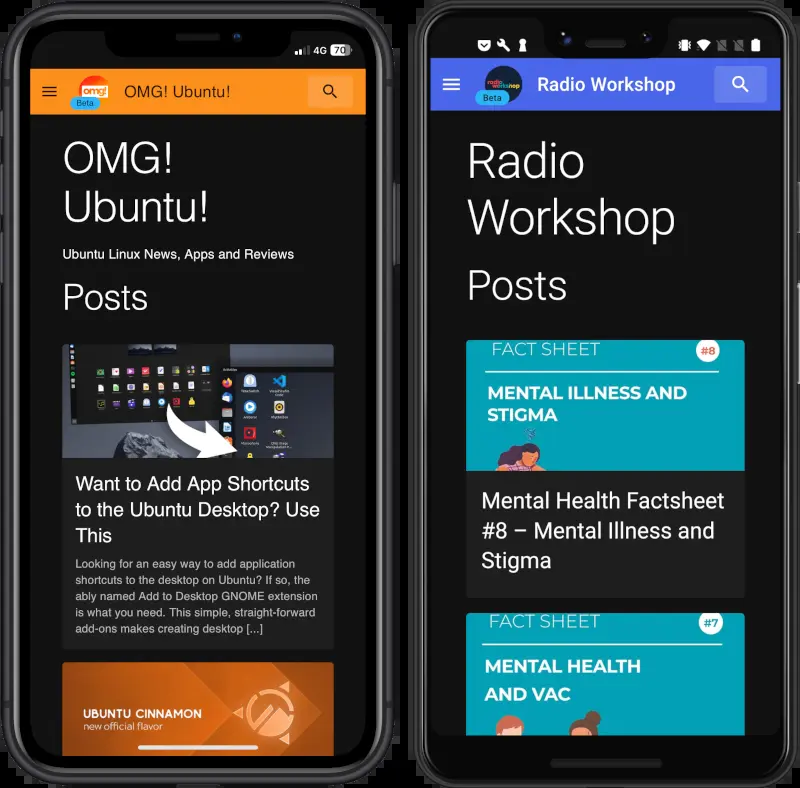 4G 70
omg!
Beta
OMG! Ubuntu!
OMG!
Ubuntu!
Ubuntu Linux News, Apps and Reviews
Posts
Want to Add App Shortcuts
to the Ubuntu Desktop? Use
This
Looking for an easy way to add application
shortcuts to the desktop on Ubuntu? If so, the
ably named Add to Desktop GNOME extension
is what you need. This simple, straight-forward
add-ons makes creating desktop [...]
UBUNTU CINNAMON
new official flavor
radio
workshop
Beta
Radio Workshop
Radio
Workshop
Posts
FACT SHEET
#8
MENTAL ILLNESS AND
STIGMA
Mental Health Factsheet
#8 – Mental Illness and
Stigma
FACT SHEET
#7
MENTAL HEALTH
AND VAC